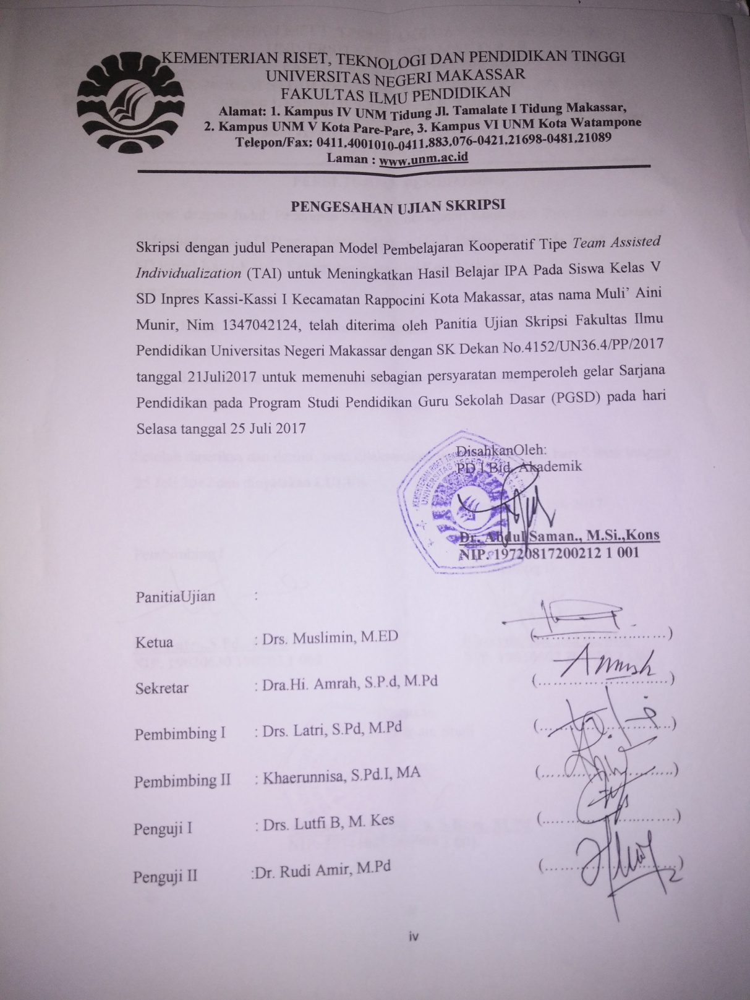 KEMENTERIAN RISET, TEKNOLOGI DAN PENDIDIKAN TINGGI
UNIVERSITAS NEGERI MAKASSAR
FAKULTAS ILMU PENDIDIKAN
Alamat: 1. Kampus IV UNM Tidung Jl. Tamalate I Tidung Makassar,
2. Kampus UNM V Kota Pare-Pare, 3. Kampus VI UNM Kota Watampone
Telepon/Fax: 0411.4001010-0411.883.076-0421.21698-0481.21089
Laman : www.unm.ac.id
PENGESAHAN UJIAN SKRIPSI
Skripsi dengan judul Penerapan Model Pembelajaran Kooperatif Tipe Team Assisted
Individualization (TAI) untuk Meningkatkan Hasil Belajar IPA Pada Siswa Kelas V
SD Inpres Kassi-Kassi I Kecamatan Rappocini Kota Makassar, atas nama Muli’ Aini
Munir, Nim 1347042124, telah diterima oleh Panitia Ujian Skripsi Fakultas Ilmu
Pendidikan Universitas Negeri Makassar dengan SK Dekan No.4152/UN36.4/PP/2017
tanggal 21Juli2017 untuk memenuhi sebagian persyaratan memperoleh gelar Sarjana
Pendidikan pada Program Studi Pendidikan Guru Sekolah Dasar (PGSD) pada hari
Selasa tanggal 25 Juli 2017
DisahkanOleh:
PD I Bid. Akademik
Dr. Abdul Saman., M.Si.,Kons
NIP. 19720817200212 1 001
PanitiaUjian :
Ketua : Drs. Muslimin, M.ED (..............................)
Sekretar : Dra.Hi. Amrah, S.P.d, M.Pd (..............................)
Pembimbing I : Drs. Latri, S.Pd, M.Pd (..............................)
Pembimbing II : Khaerunnisa, S.Pd.I, MA (..............................)
Penguji I : Drs. Lutfi B, M. Kes (..............................)
Penguji II :Dr. Rudi Amir, M.Pd (..............................)
iv